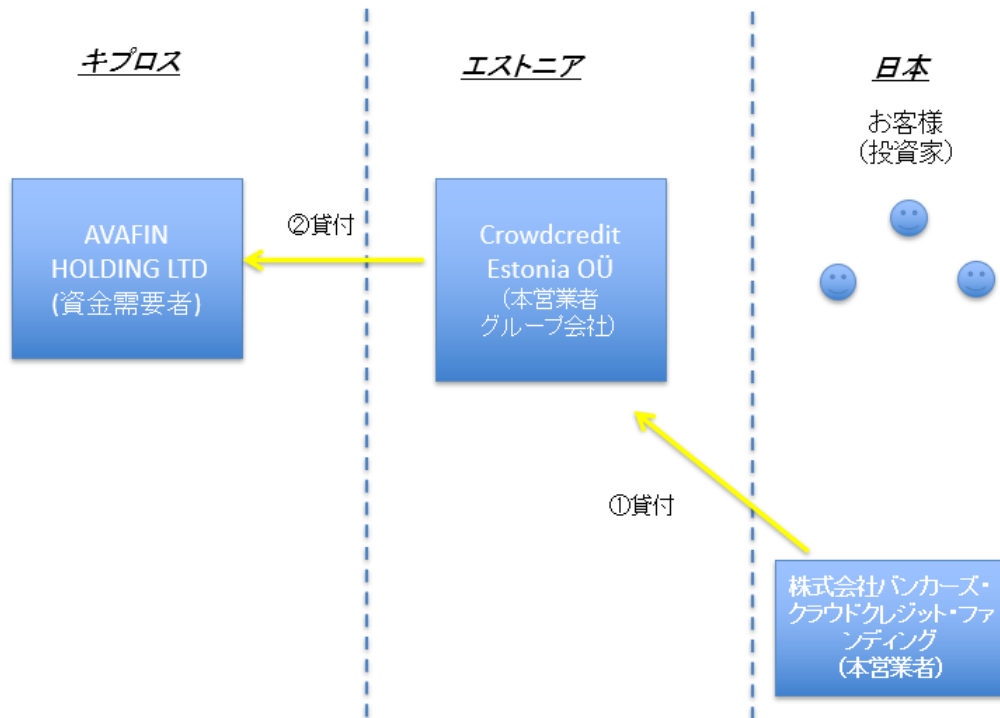 キプロス
エストニア
日本
お客様
(投資家)
AVAFIN
HOLDING LTD
(資金需要者)
②貸付
Crowdcredit
Estonia OÜ
(本営業者
グループ会社)
①貸付
株式会社バンカーズ・
クラウドクレジット・ファ
ンディング
(本営業者)